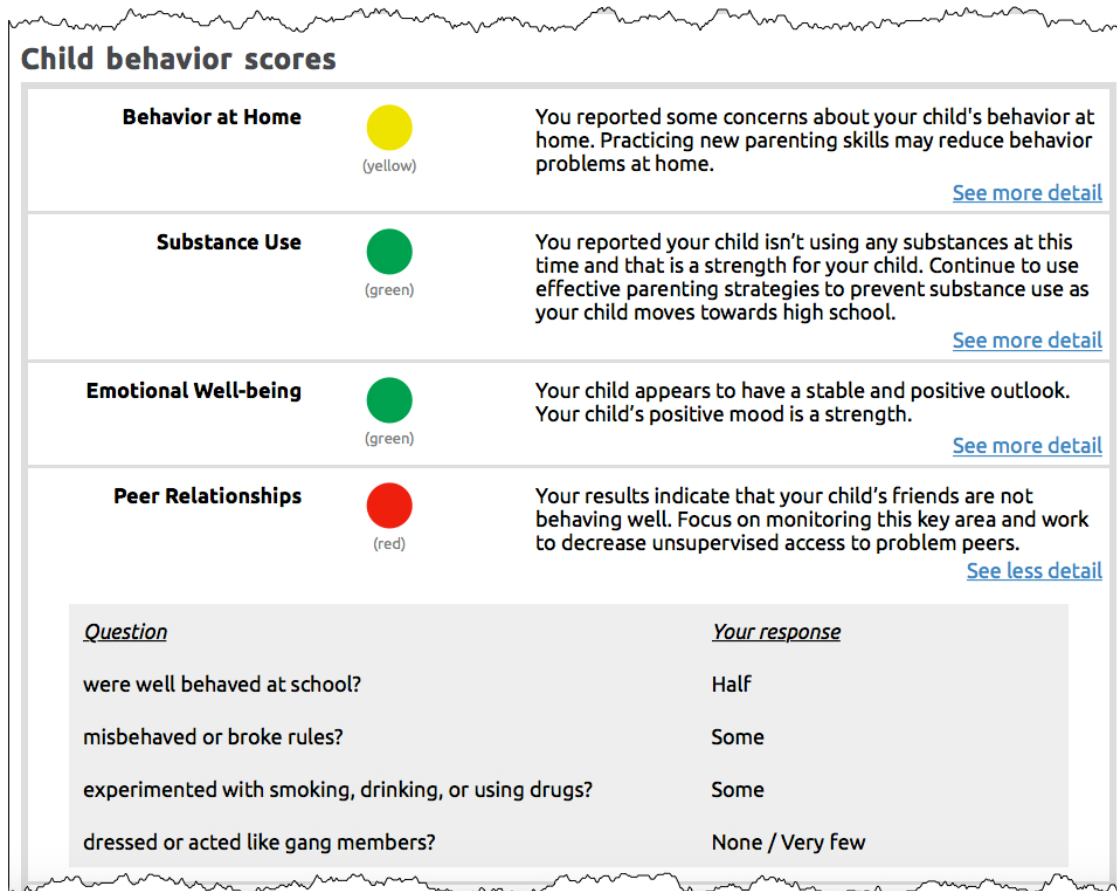 Child behavior scores
Behavior at Home
(yellow)
You reported some concerns about your child's behavior at
home. Practicing new parenting skills may reduce behavior
problems at home.
See more detail
Substance Use
(green)
You reported your child isn’t using any substances at this
time and that is a strength for your child. Continue to use
effective parenting strategies to prevent substance use as
your child moves towards high school.
See more detail
Emotional Well-being
(green)
Your child appears to have a stable and positive outlook.
Your child’s positive mood is a strength.
See more detail
Peer Relationships
(red)
Your results indicate that your child’s friends are not
behaving well. Focus on monitoring this key area and work
to decrease unsupervised access to problem peers.
See less detail
Question Your response
were well behaved at school? Half
misbehaved or broke rules? Some
experimented with smoking, drinking, or using drugs? Some
dressed or acted like gang members? None / Very few